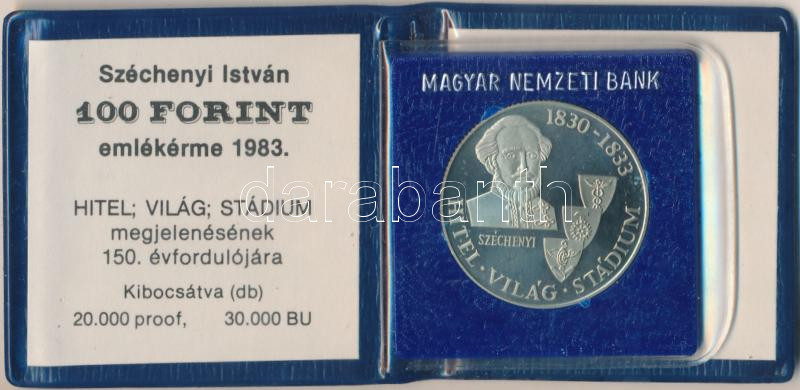 Széchenyi István
100 FORINT
emlékérme 1983.
HITEL; VILÁG; STÁDIUM
megjelenésének
150. évfordulójára
Kibocsátva (db)
20.000 proof, 30.000 BU
MAGYAR NEMZETI BANK
1830-1833
SZÉCHENYI
HITEL · VILÁG · STÁDIUM
darabanth